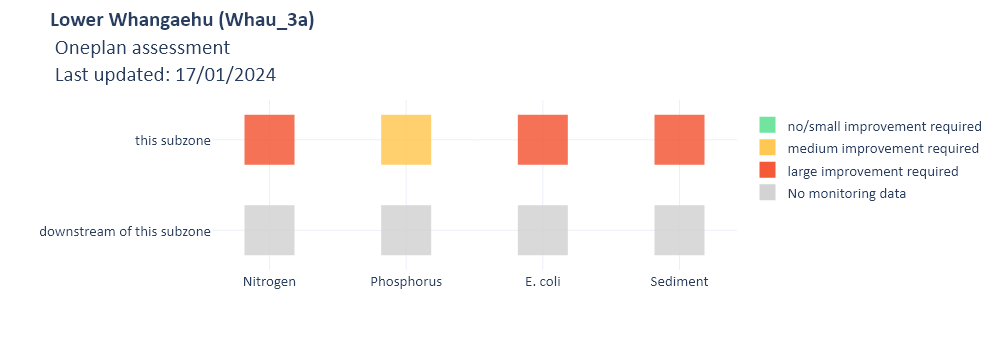 Lower Whangaehu (Whau_3a)
Oneplan assessment
Last updated: 17/01/2024
this subzone
downstream of this subzone
Nitrogen
Phosphorus
E. coli
Sediment
no/small improvement required
medium improvement required
large improvement required
No monitoring data